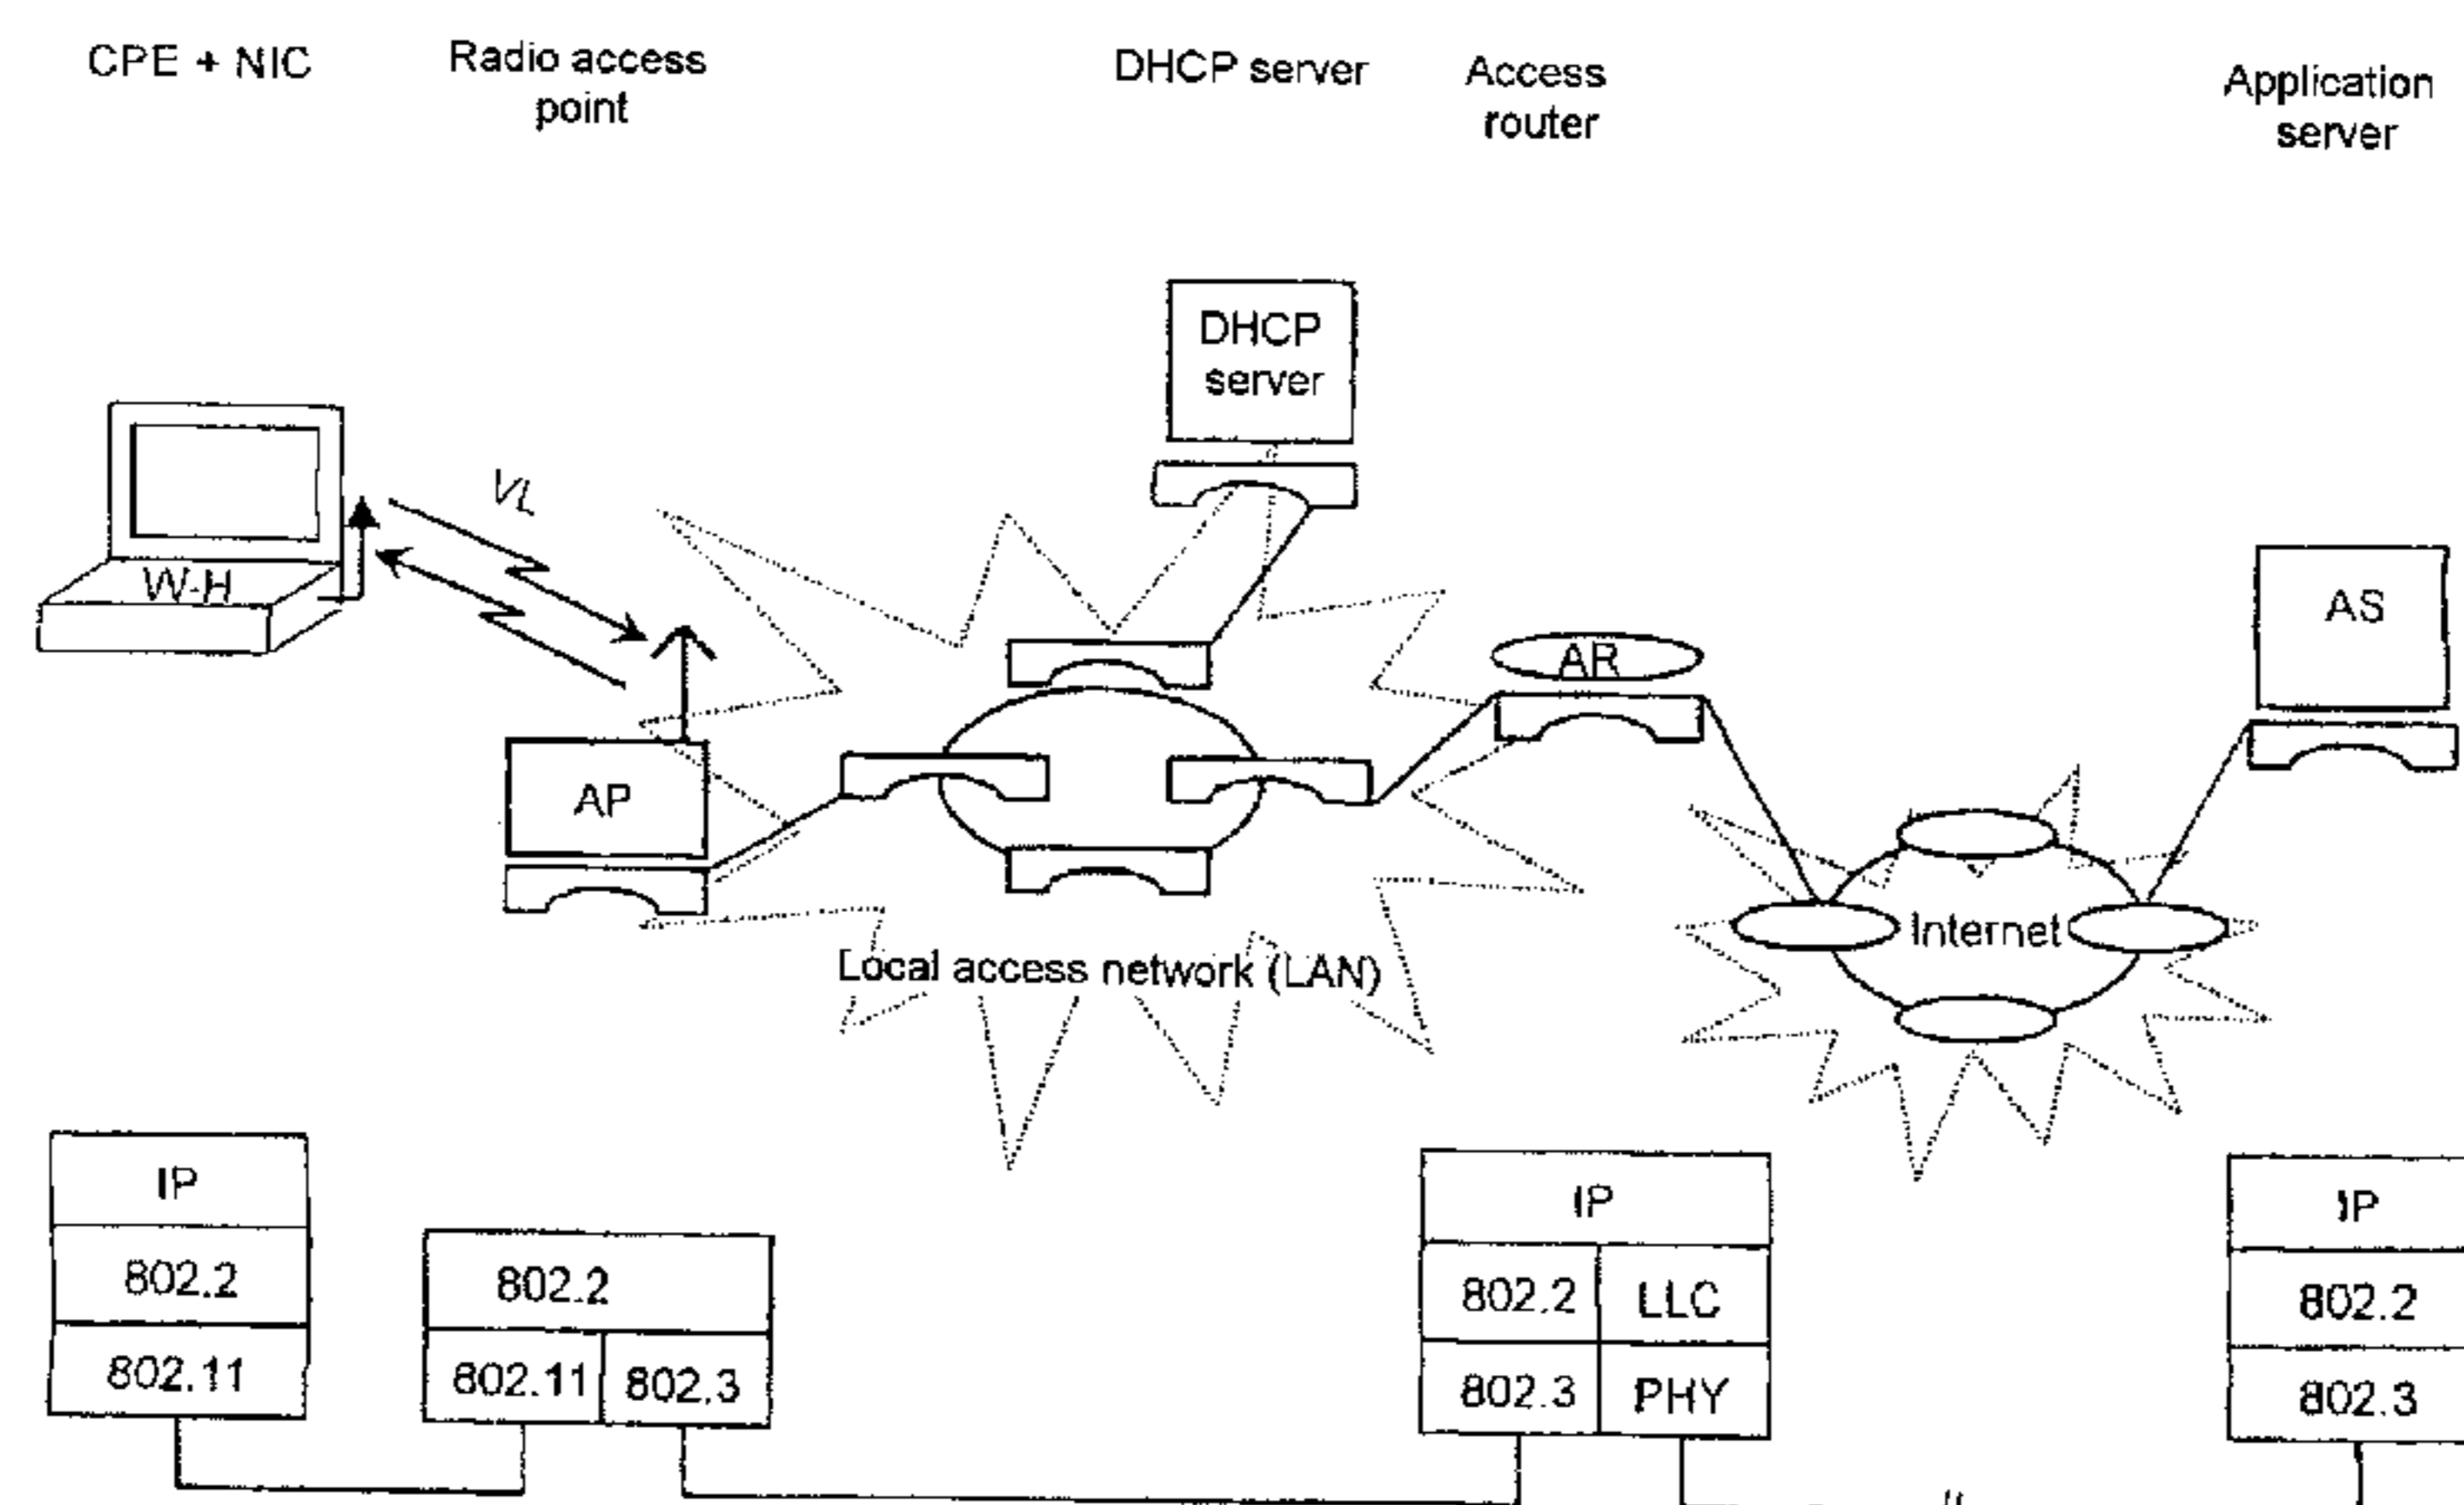 CPE + NIC
Radio access
point
DHCP server
Access
router
Application
server
DHCP
server
VL
W-H
AS
AR
AP
Internet
Local access network (LAN)
IP
802.2
802.11
802.2
802.11
802.3
IP
802.2
LLC
802.3
PHY
IP
802.2
802.3